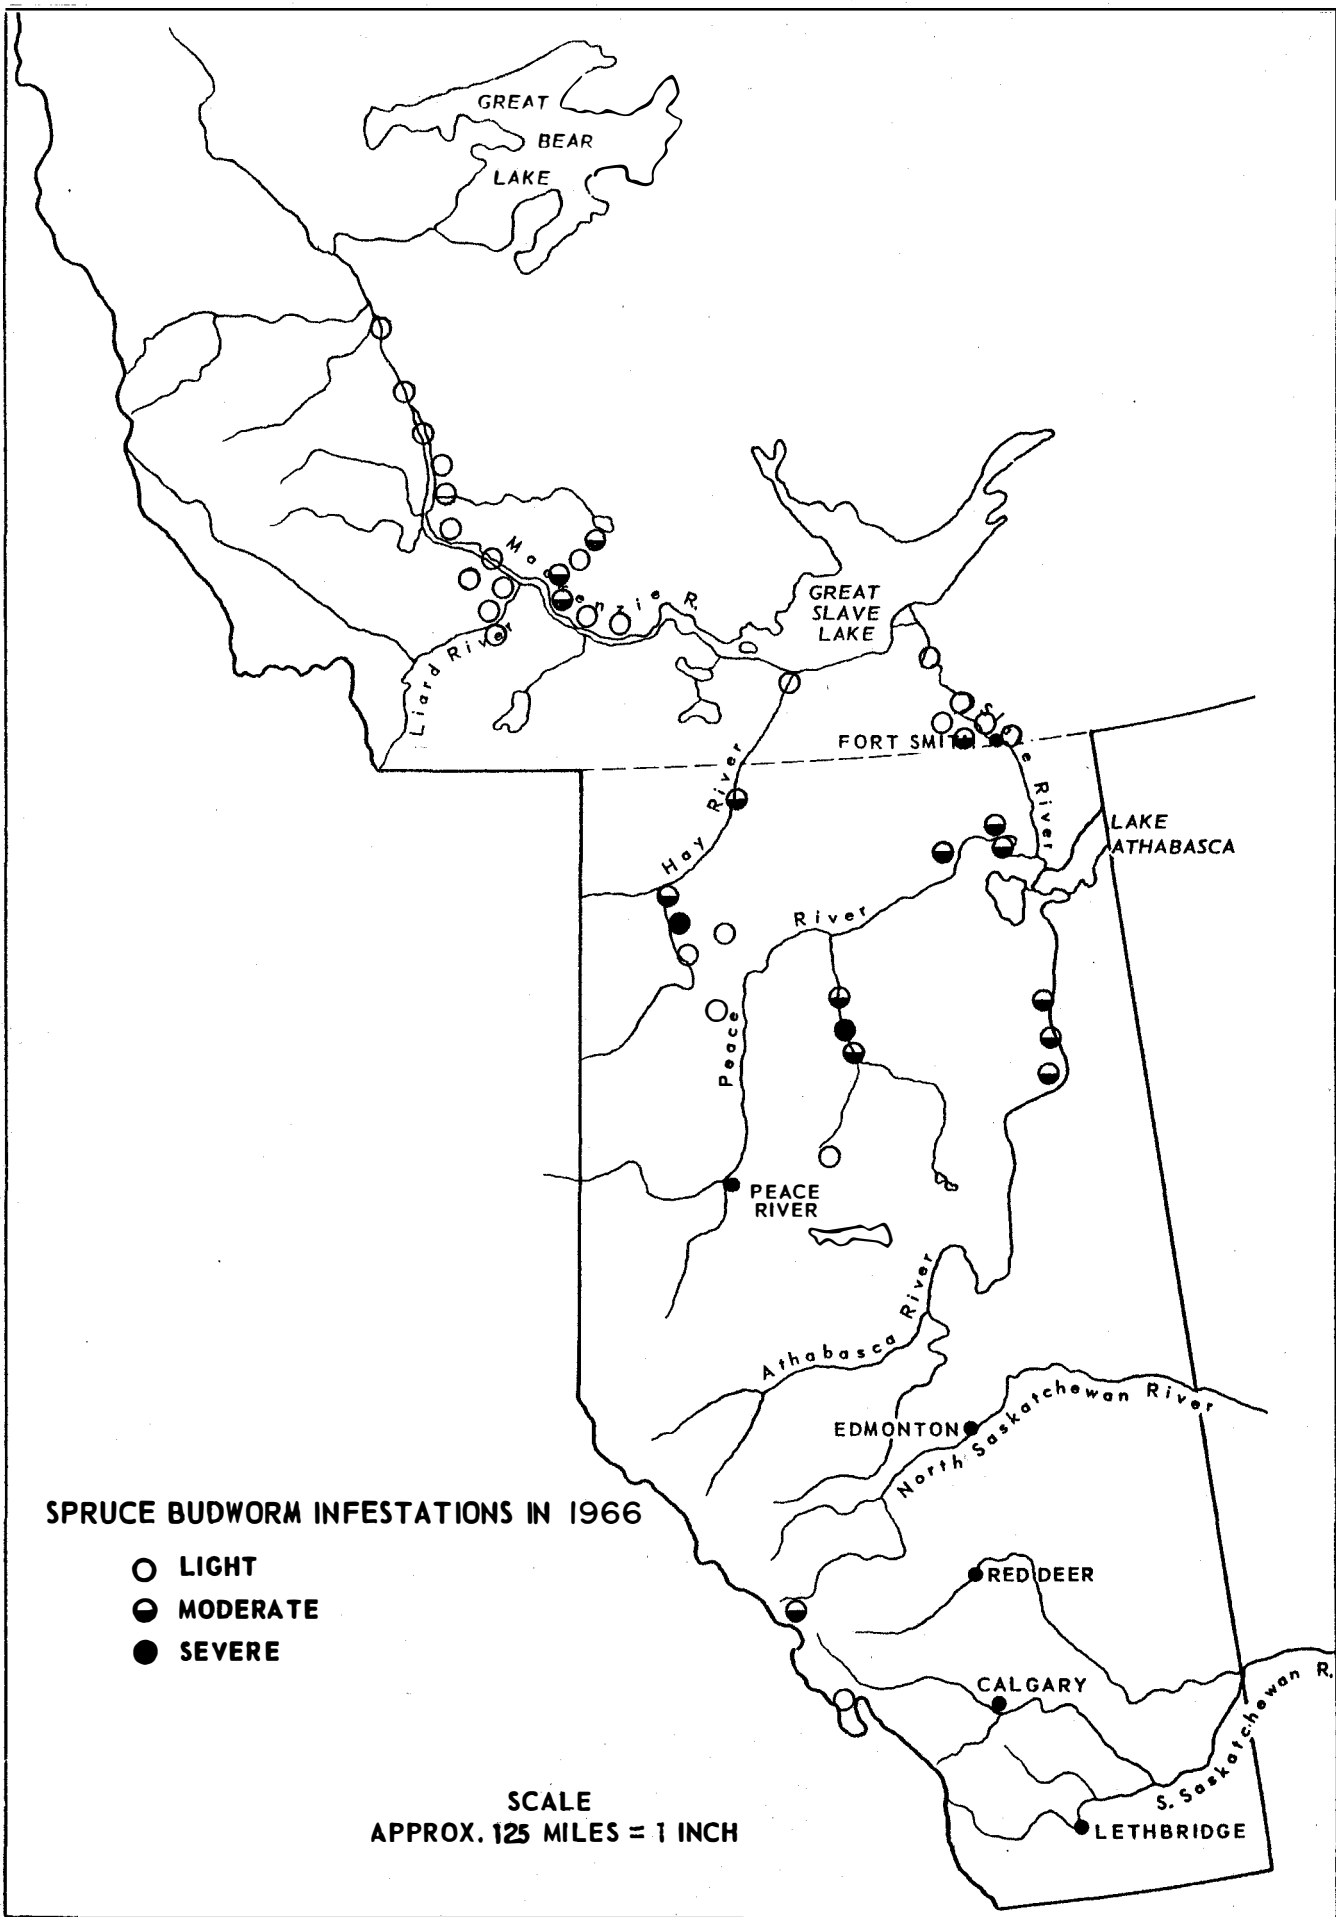 GREAT
BEAR
LAKE
Mackenzie R.
GREAT
SLAVE
LAKE
Liard River
Slave River
FORT SMITH
Hay River
LAKE
ATHABASCA
Peace River
PEACE
RIVER
Athabasca River
EDMONTON
North Saskatchewan River
SPRUCE BUDWORM INFESTATIONS IN 1966
LIGHT
MODERATE
SEVERE
RED DEER
CALGARY
S. Saskatchewan R.
LETHBRIDGE
SCALE
APPROX. 125 MILES = 1 INCH